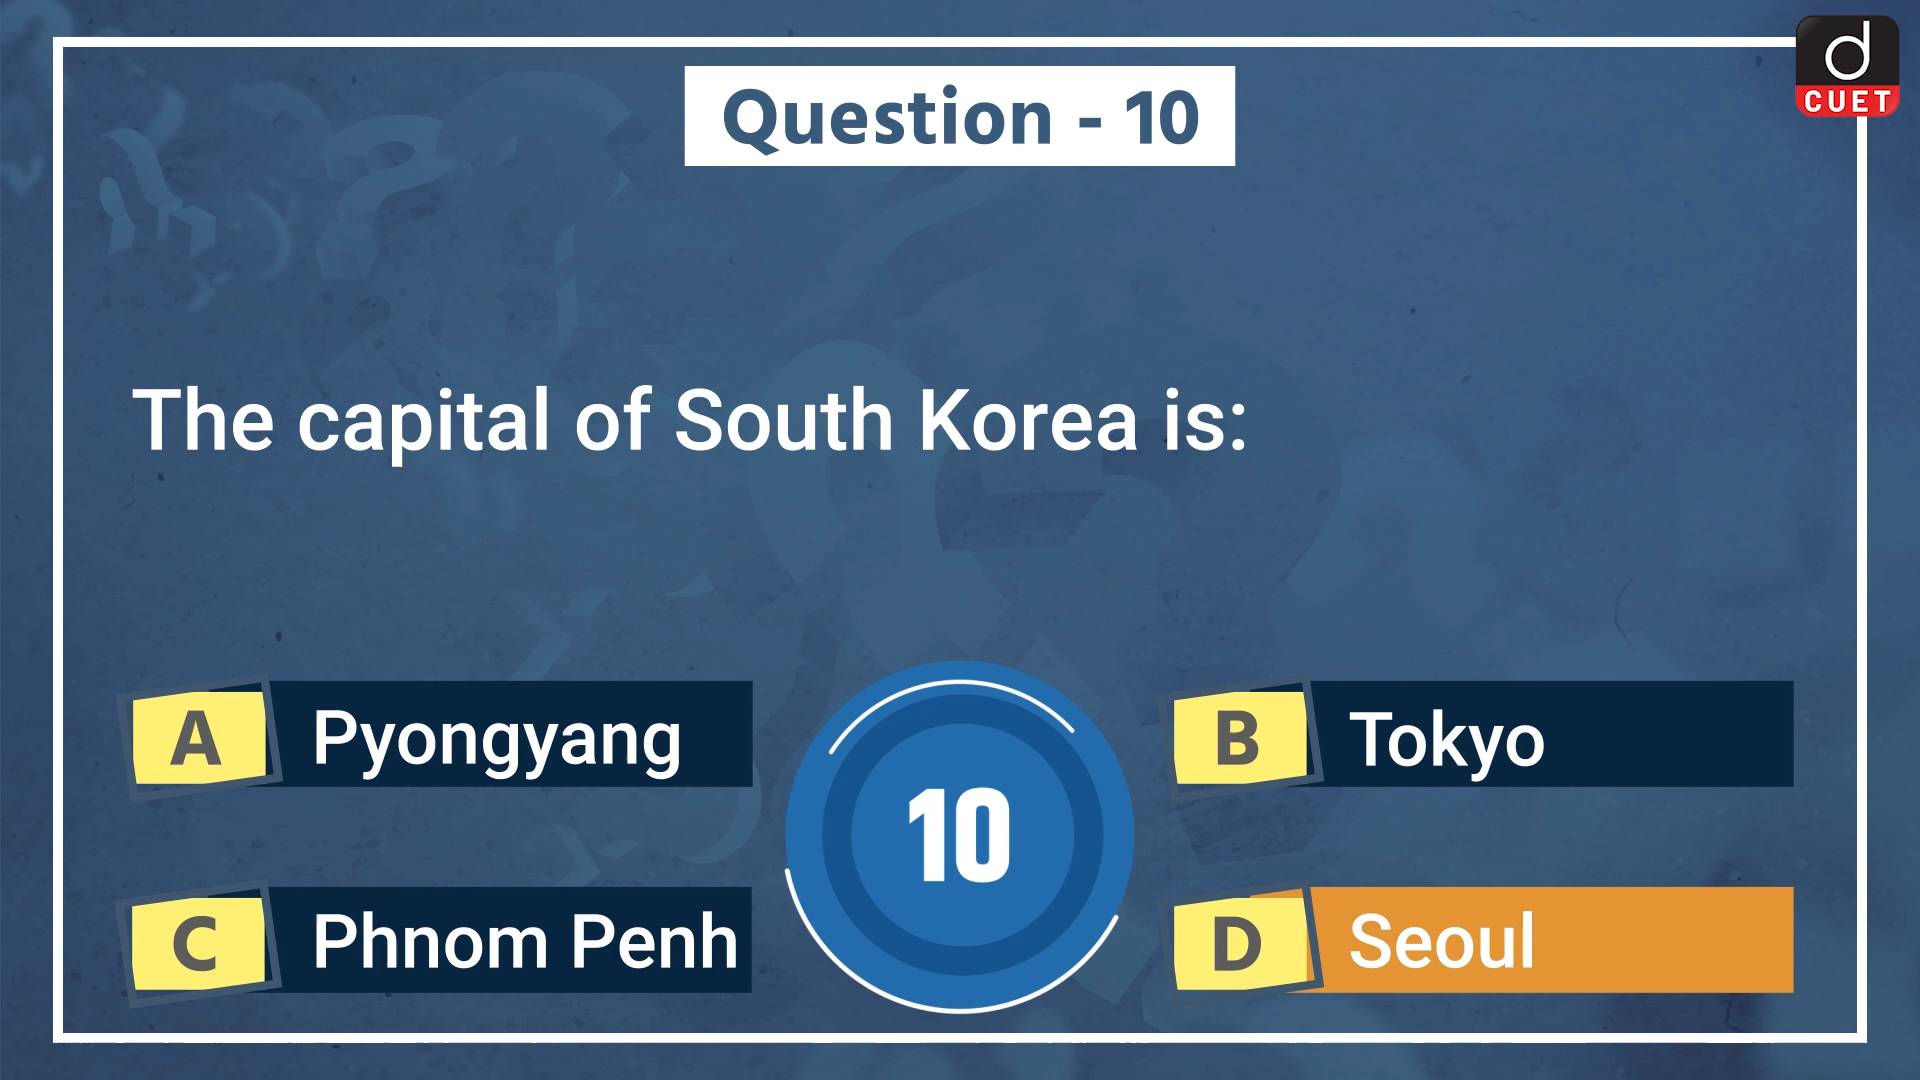 d
CUET
Question - 10
The capital of South Korea is:
A Pyongyang
B Tokyo
10
C Phnom Penh
D Seoul